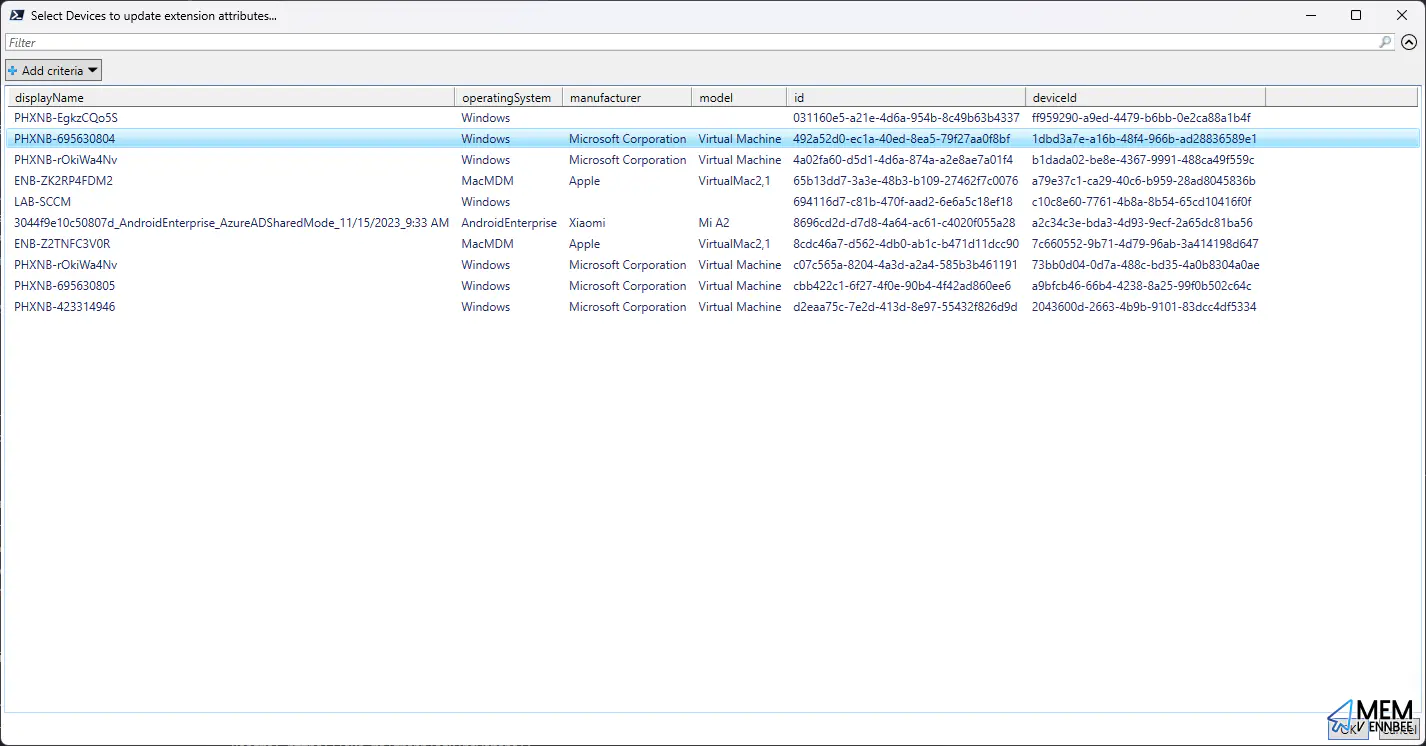 Select Devices to update extension attributes...
Filter
Add criteria
displayName operatingSystem manufacturer model id deviceId
PHXNB-EgkzCQo5S Windows 031160e5-a21e-4d6a-954b-8c49b63b4337 ff959290-a9ed-4479-b6bb-0e2ca88a1b4f
PHXNB-695630804 Windows Microsoft Corporation Virtual Machine 492a52d0-ec1a-40ed-8ea5-79f27aa0f8bf 1dbd3a7e-a16b-48f4-966b-ad28836589e1
PHXNB-rOkiWa4Nv Windows Microsoft Corporation Virtual Machine 4a02fa60-d5d1-4d6a-874a-a2e8ae7a01f4 b1dada02-be8e-4367-9991-488ca49f559c
ENB-ZK2RP4FDM2 MacMDM Apple VirtualMac2,1 65b13dd7-3a3e-48b3-b109-27462f7c0076 a79e37c1-ca29-40c6-b959-28ad8045836b
LAB-SCCM Windows 694116d7-c81b-470f-aad2-6e6a5c18ef18 c10c8e60-7761-4b8a-8b54-65cd10416f0f
3044f9e10c50807d_AndroidEnterprise_AzureADSharedMode_11/15/2023_9:33 AM AndroidEnterprise Xiaomi Mi A2 8696cd2d-d7d8-4a64-ac61-c4020f055a28 a2c34c3e-bda3-4d93-9ecf-2a65dc81ba56
ENB-Z2TNFC3V0R MacMDM Apple VirtualMac2,1 8cdc46a7-d562-4db0-ab1c-b471d11dcc90 7c660552-9b71-4d79-96ab-3a414198d647
PHXNB-rOkiWa4Nv Windows Microsoft Corporation Virtual Machine c07c565a-8204-4a3d-a2a4-585b3b461191 73bb0d04-0d7a-488c-bd35-4a0b8304a0ae
PHXNB-695630805 Windows Microsoft Corporation Virtual Machine cbb422c1-6f27-4f0e-90b4-4f42ad860ee6 a9bfcb46-66b4-4238-8a25-99f0b502c64c
PHXNB-423314946 Windows Microsoft Corporation Virtual Machine d2eaa75c-7e2d-413d-8e97-55432f826d9d 2043600d-2663-4b9b-9101-83dcc4df5334
MEM
VENNBEE
OK Cancel